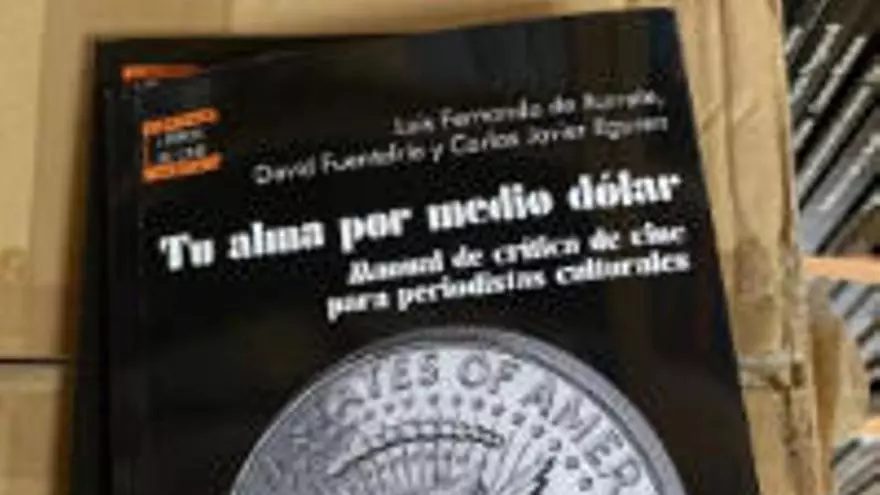 Luis Fernando de Iturrate,
David Fuentefría y Carlos Javier Eguren
Tu alma por medio dólar
Manual de crítica de cine
para periodistas culturales
STATES OF AMER